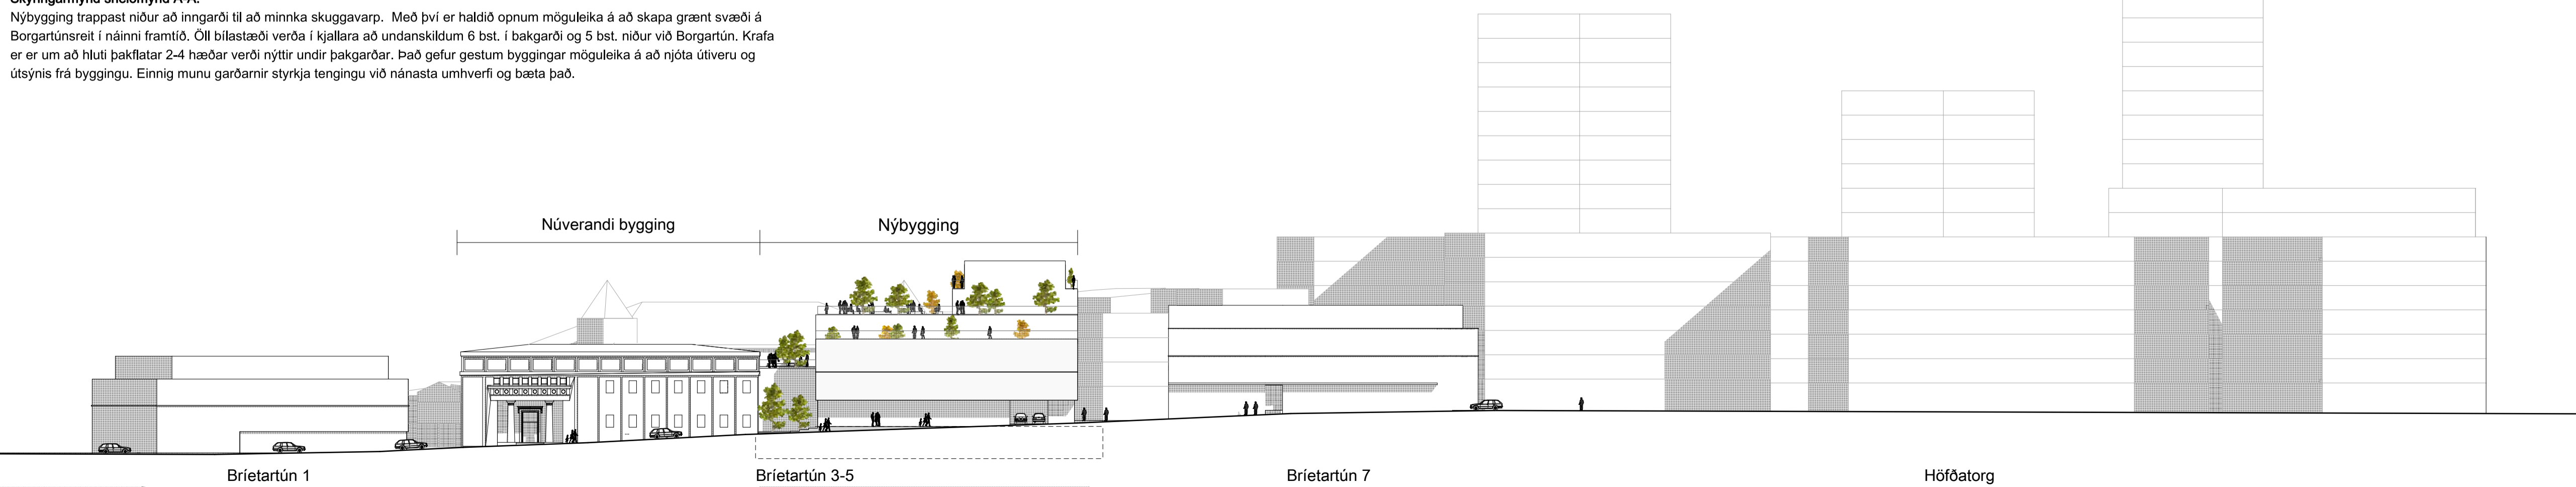 Skýringarmynd sneiðmynd A-A:
Nýbygging trappast niður að inngarði til að minnka skuggavarp. Með því er haldið opnum möguleika á að skapa grænt svæði á
Borgartúnsreit í náinni framtíð. Öll bílastæði verða í kjallara að undanskildum 6 bst. í bakgarði og 5 bst. niður við Borgartún. Krafa
er er um að hluti þakflatar 2-4 hæðar verði nýttir undir þakgarðar. Það gefur gestum byggingar möguleika á að njóta útiveru og
útsýnis frá byggingu. Einnig munu garðarnir styrkja tengingu við nánasta umhverfi og bæta það.
Núverandi bygging
Nýbygging
Bríetartún 1
Bríetartún 3-5
Bríetartún 7
Höfðatorg